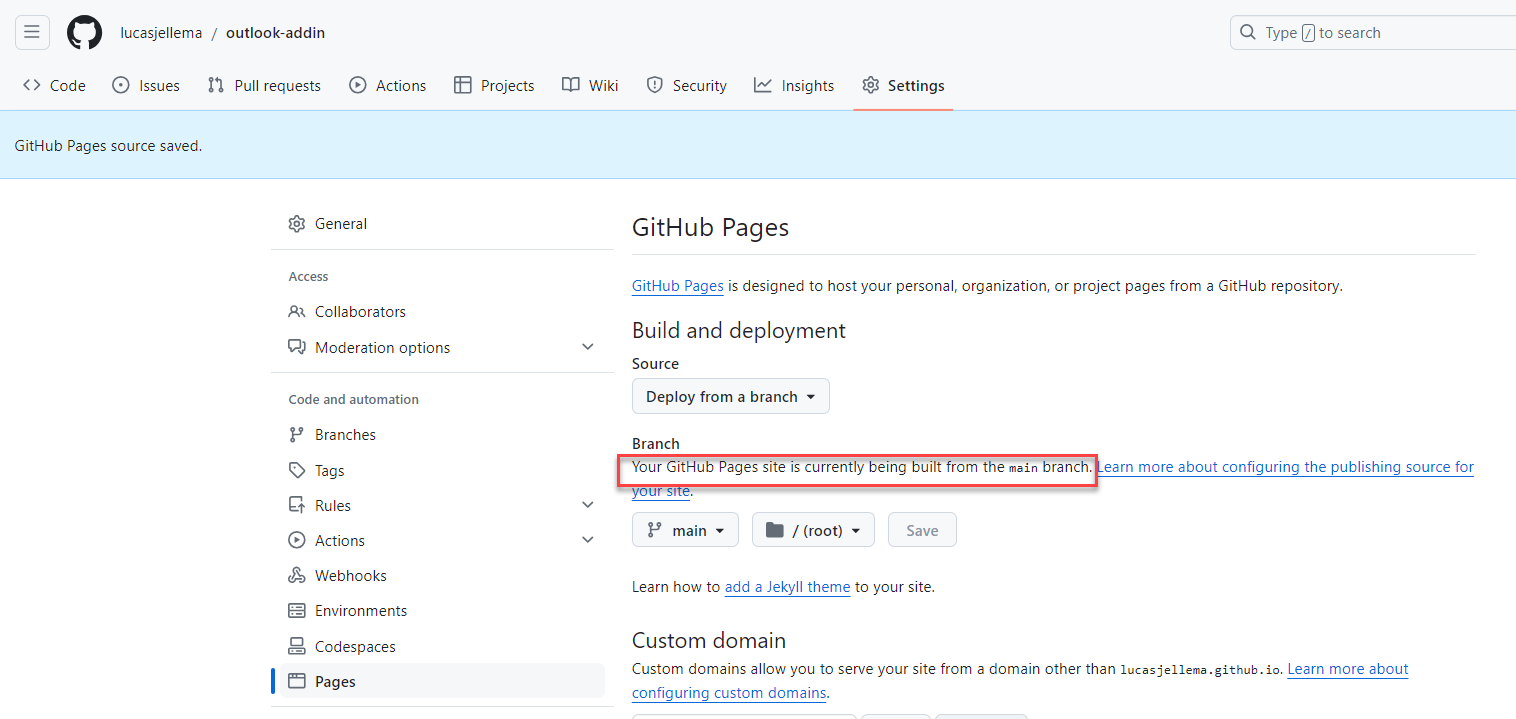 lucasjellema / outlook-addin
Type / to search
Code Issues Pull requests Actions Projects Wiki Security Insights Settings
GitHub Pages source saved.
General
Access
Collaborators
Moderation options
Code and automation
Branches
Tags
Rules
Actions
Webhooks
Environments
Codespaces
Pages
GitHub Pages
GitHub Pages is designed to host your personal, organization, or project pages from a GitHub repository.
Build and deployment
Source
Deploy from a branch
Branch
Your GitHub Pages site is currently being built from the main branch. Learn more about configuring the publishing source for
your site.
main / (root) Save
Learn how to add a Jekyll theme to your site.
Custom domain
Custom domains allow you to serve your site from a domain other than lucasjellema.github.io. Learn more about
configuring custom domains.